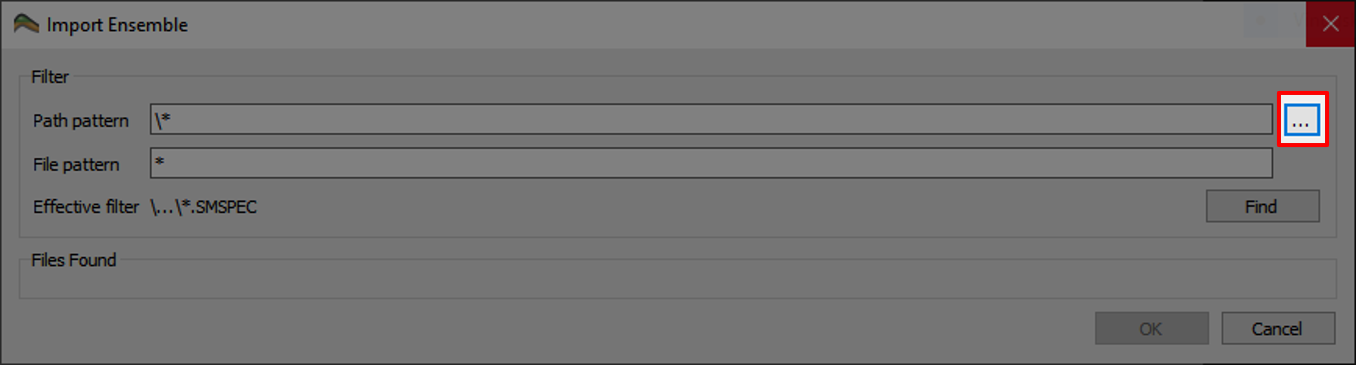 Import Ensemble
Filter
Path pattern \* ...
File pattern *
Effective filter \...\*.SMSPEC Find
Files Found
OK Cancel